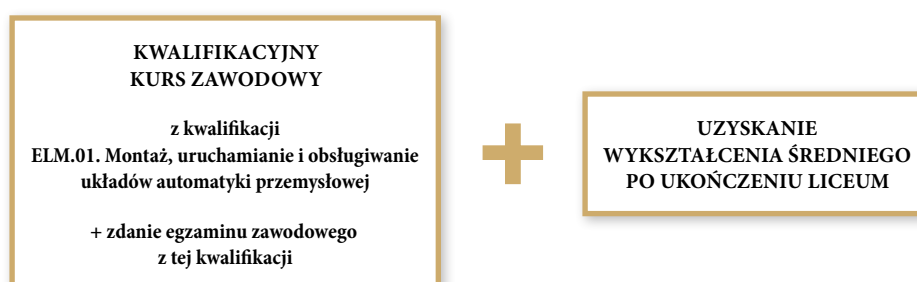 KWALIFIKACYJNY
KURS ZAWODOWY
z kwalifikacji
ELM.01. Montaż, uruchamianie i obsługiwanie
układów automatyki przemysłowej
+ zdanie egzaminu zawodowego
z tej kwalifikacji
+
UZYSKANIE
WYKSZTAŁCENIA ŚREDNIEGO
PO UKOŃCZENIU LICEUM